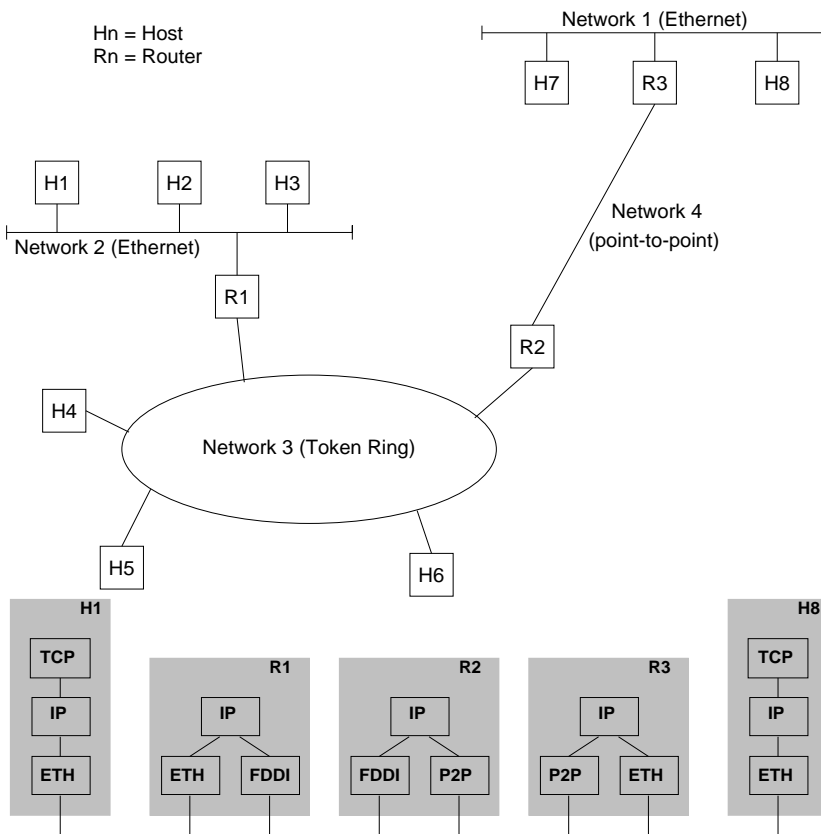 Network 1 (Ethernet)
Hn = Host
Rn = Router
H7
R3
H8
H1
H2
H3
Network 4
(point-to-point)
Network 2 (Ethernet)
R1
R2
H4
Network 3 (Token Ring)
H5
H6
H1
TCP
IP
ETH
R1
IP
ETH
FDDI
R2
IP
FDDI
P2P
R3
IP
P2P
ETH
H8
TCP
IP
ETH